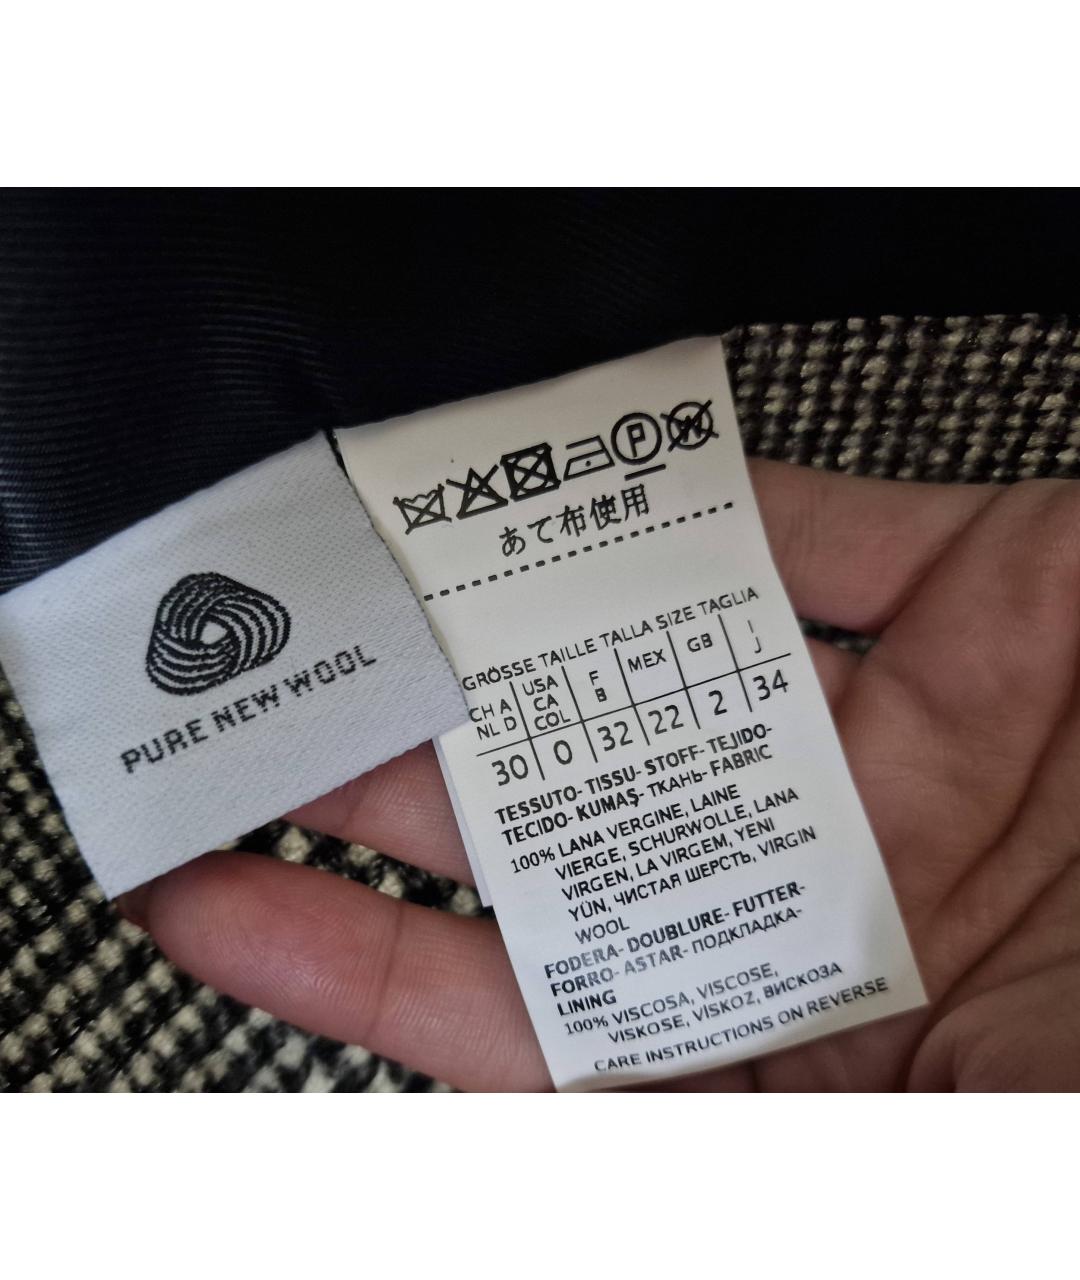 PURE NEW WOOL
P
W
あて布使用
GRÖSSE TAILLE TALLA SIZE TAGLIA
CH A NL D
USA CA COL
F B
MEX
GB
I J
30 0 32 22 2 34
TESSUTO- TISSU- STOFF- TEJIDO-
TECIDO- KUMAŞ- ТКАНЬ- FABRIC
100% LANA VERGINE, LAINE
VIERGE, SCHURWOLLE, LANA
VIRGEN, LA VIRGEM, YENI
YÜN, ЧИСТАЯ ШЕРСТЬ, VIRGIN
WOOL
FODERA- DOUBLURE- FUTTER-
FORRO- ASTAR- ПОДКЛАДКА-
LINING
100% VISCOSA, VISCOSE,
VISKOSE, VISKOZ, ВИСКОЗА
CARE INSTRUCTIONS ON REVERSE